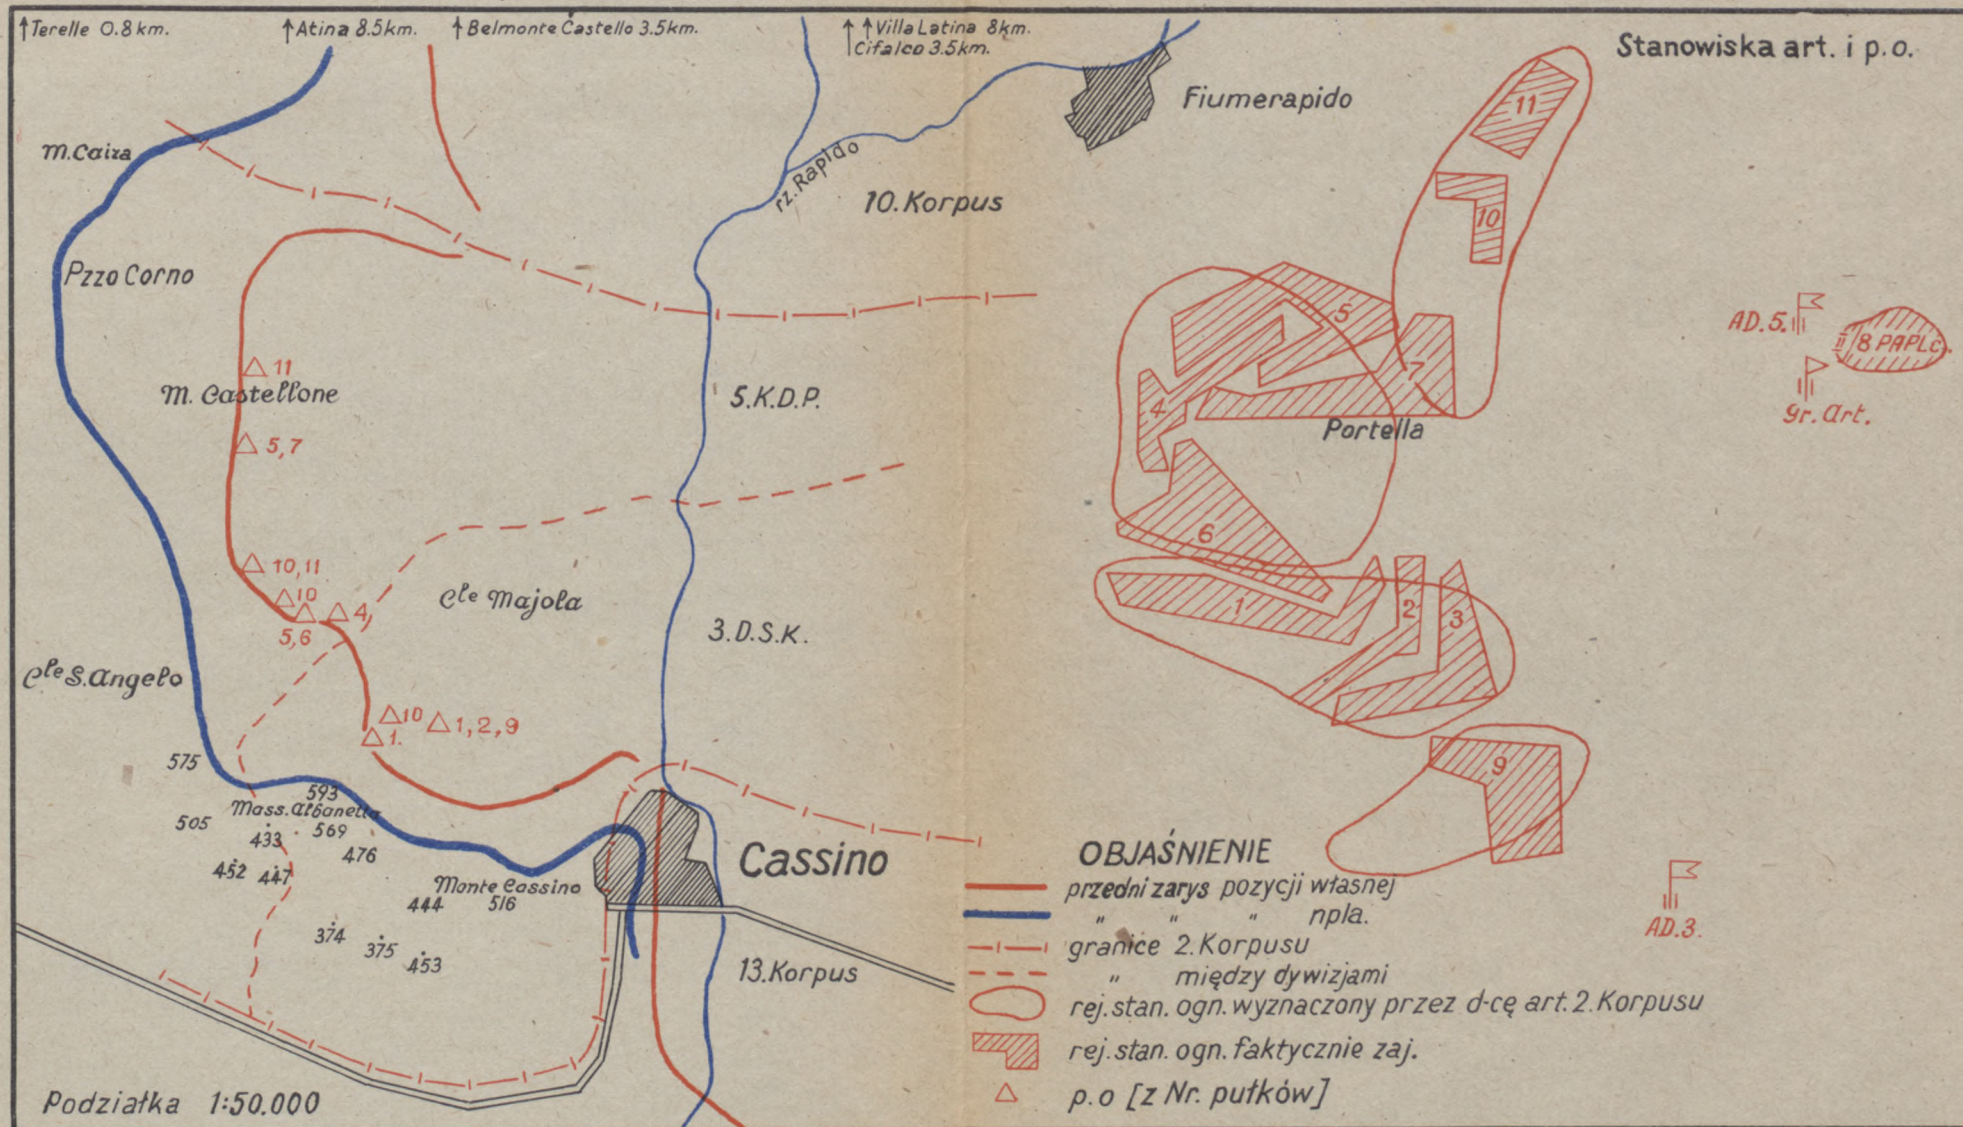 ↑Terelle 0.8km.
↑Atina 8.5km.
↑Belmonte Castello 3.5km.
↑↑Villa Latina 8km.
Cifalco 3.5km.
Stanowiska art. i p.o.
Fiumerapido
11
M. Caira
rz. Rapido
10. Korpus
10
Pzzo Corno
5
AD.5.
II 8 PAPLC.
gr. art.
7
11
M. Castellone
5.K.D.P.
4
Portella
5,7
6
10,11
10
4
5,6
Cle Majola
3.D.S.K.
1
2
3
Cle S. Angelo
10
1,2,9
1.
575
9
593
Mass. Albanetta
505
569
433
476
452
447
Cassino
Monte Cassino
516
444
374
375
453
13. Korpus
AD.3.
OBJAŚNIENIE
przedni zarys pozycji własnej
" " " npla.
granice 2. Korpusu
" między dywizjami
rej. stan. ogn. wyznaczony przez d-cę art. 2. Korpusu
rej. stan. ogn. faktycznie zaj.
p.o [z Nr. pułków]
Podziałka 1:50.000